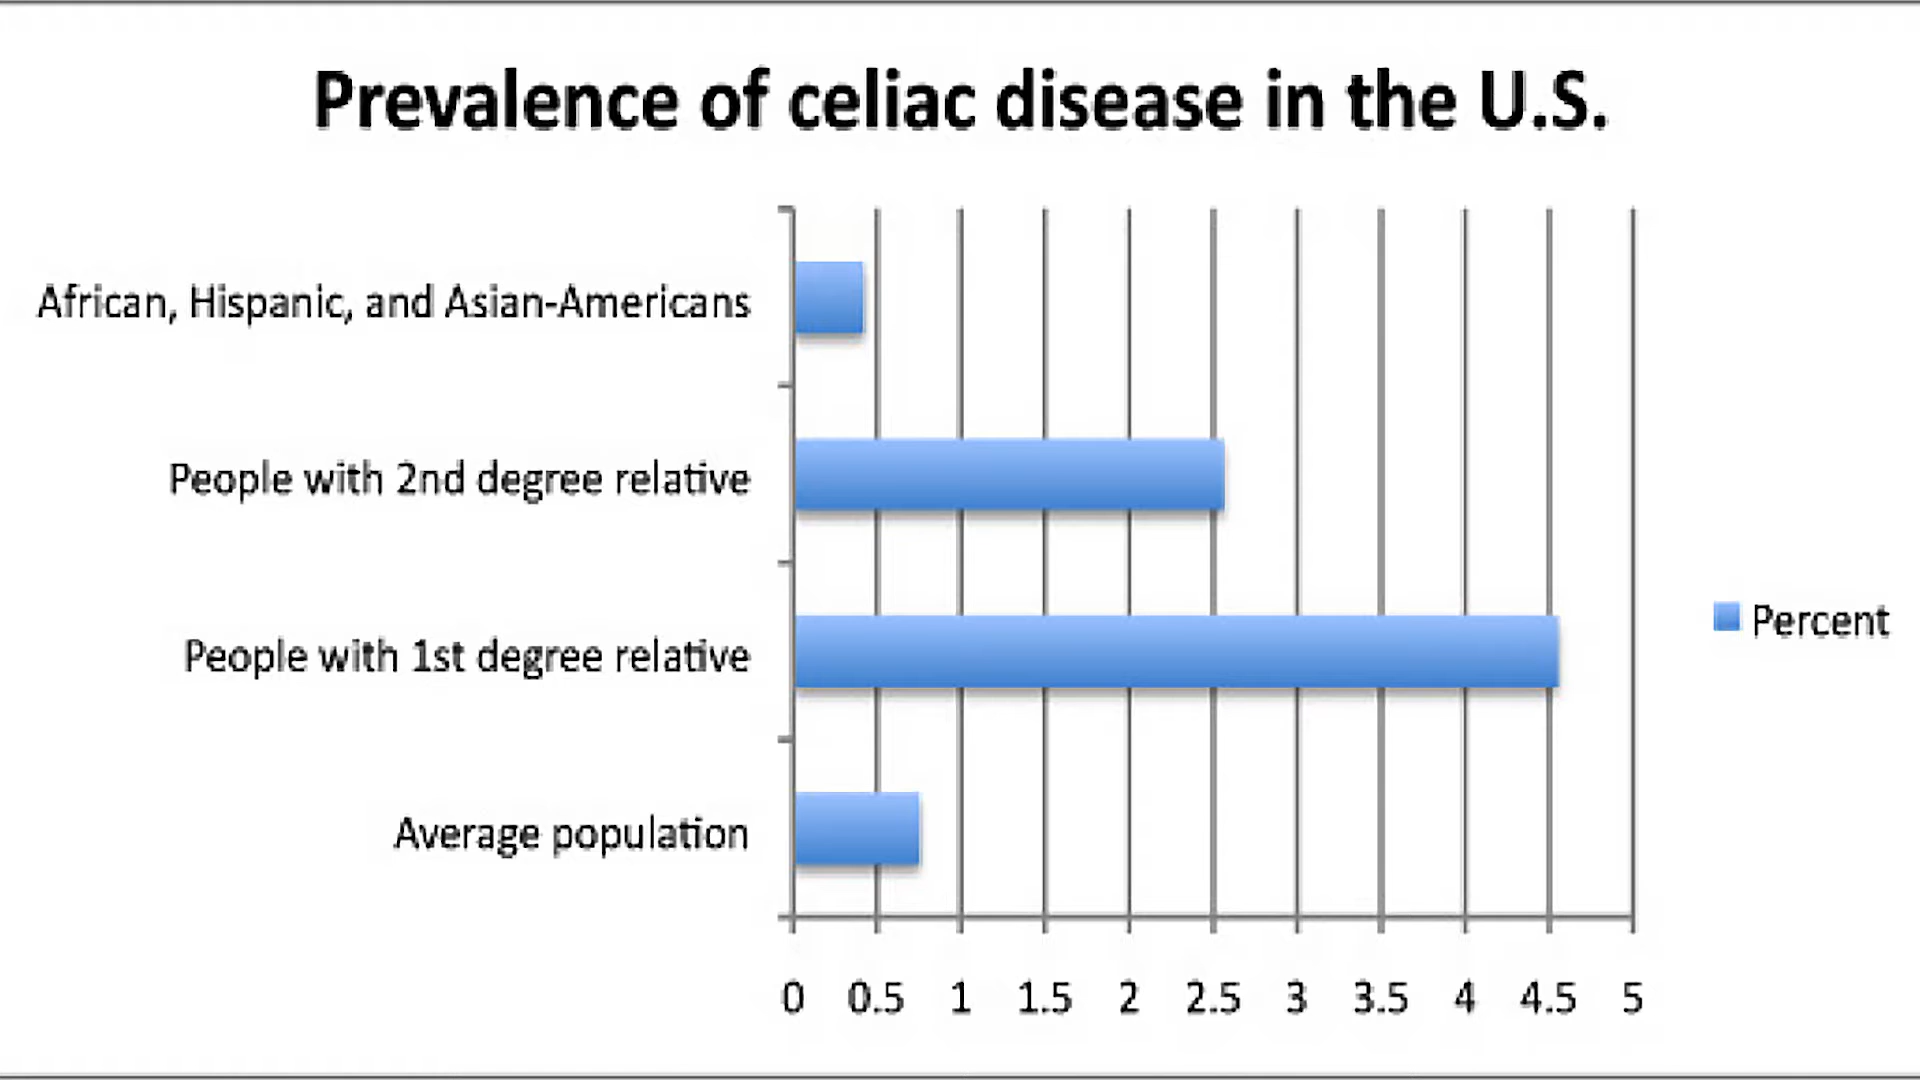 Prevalence of celiac disease in the U.S.
African, Hispanic, and Asian-Americans
People with 2nd degree relative
People with 1st degree relative
Average population
Percent
0 0.5 1 1.5 2 2.5 3 3.5 4 4.5 5